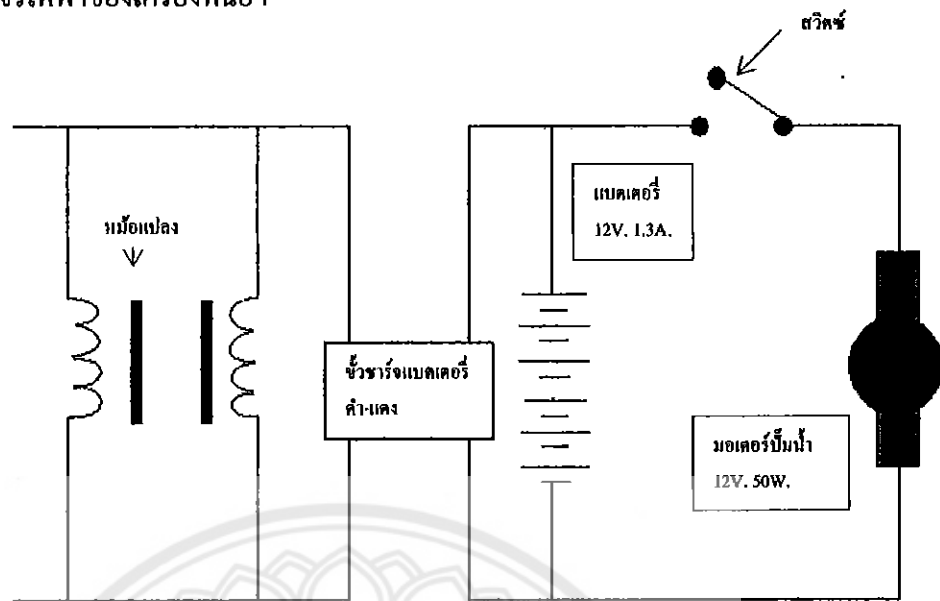 สวิตซ์
แบตเตอรี่
12V. 1.3A.
หม้อแปลง
ขั้วชาร์จแบตเตอรี่
ดำ-แดง
มอเตอร์ปั๊มน้ำ
12V. 50W.